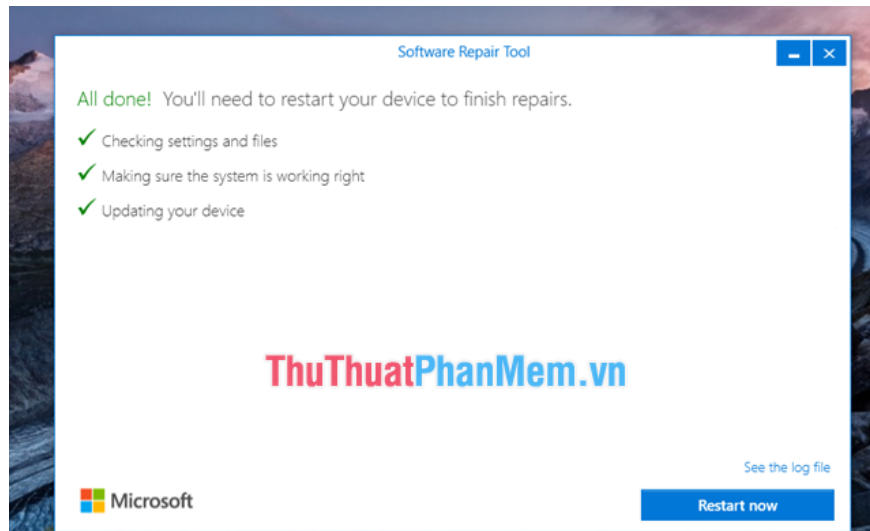 Software Repair Tool
All done! You'll need to restart your device to finish repairs.
Checking settings and files
Making sure the system is working right
Updating your device
ThuThuatPhanMem.vn
See the log file
Microsoft
Restart now